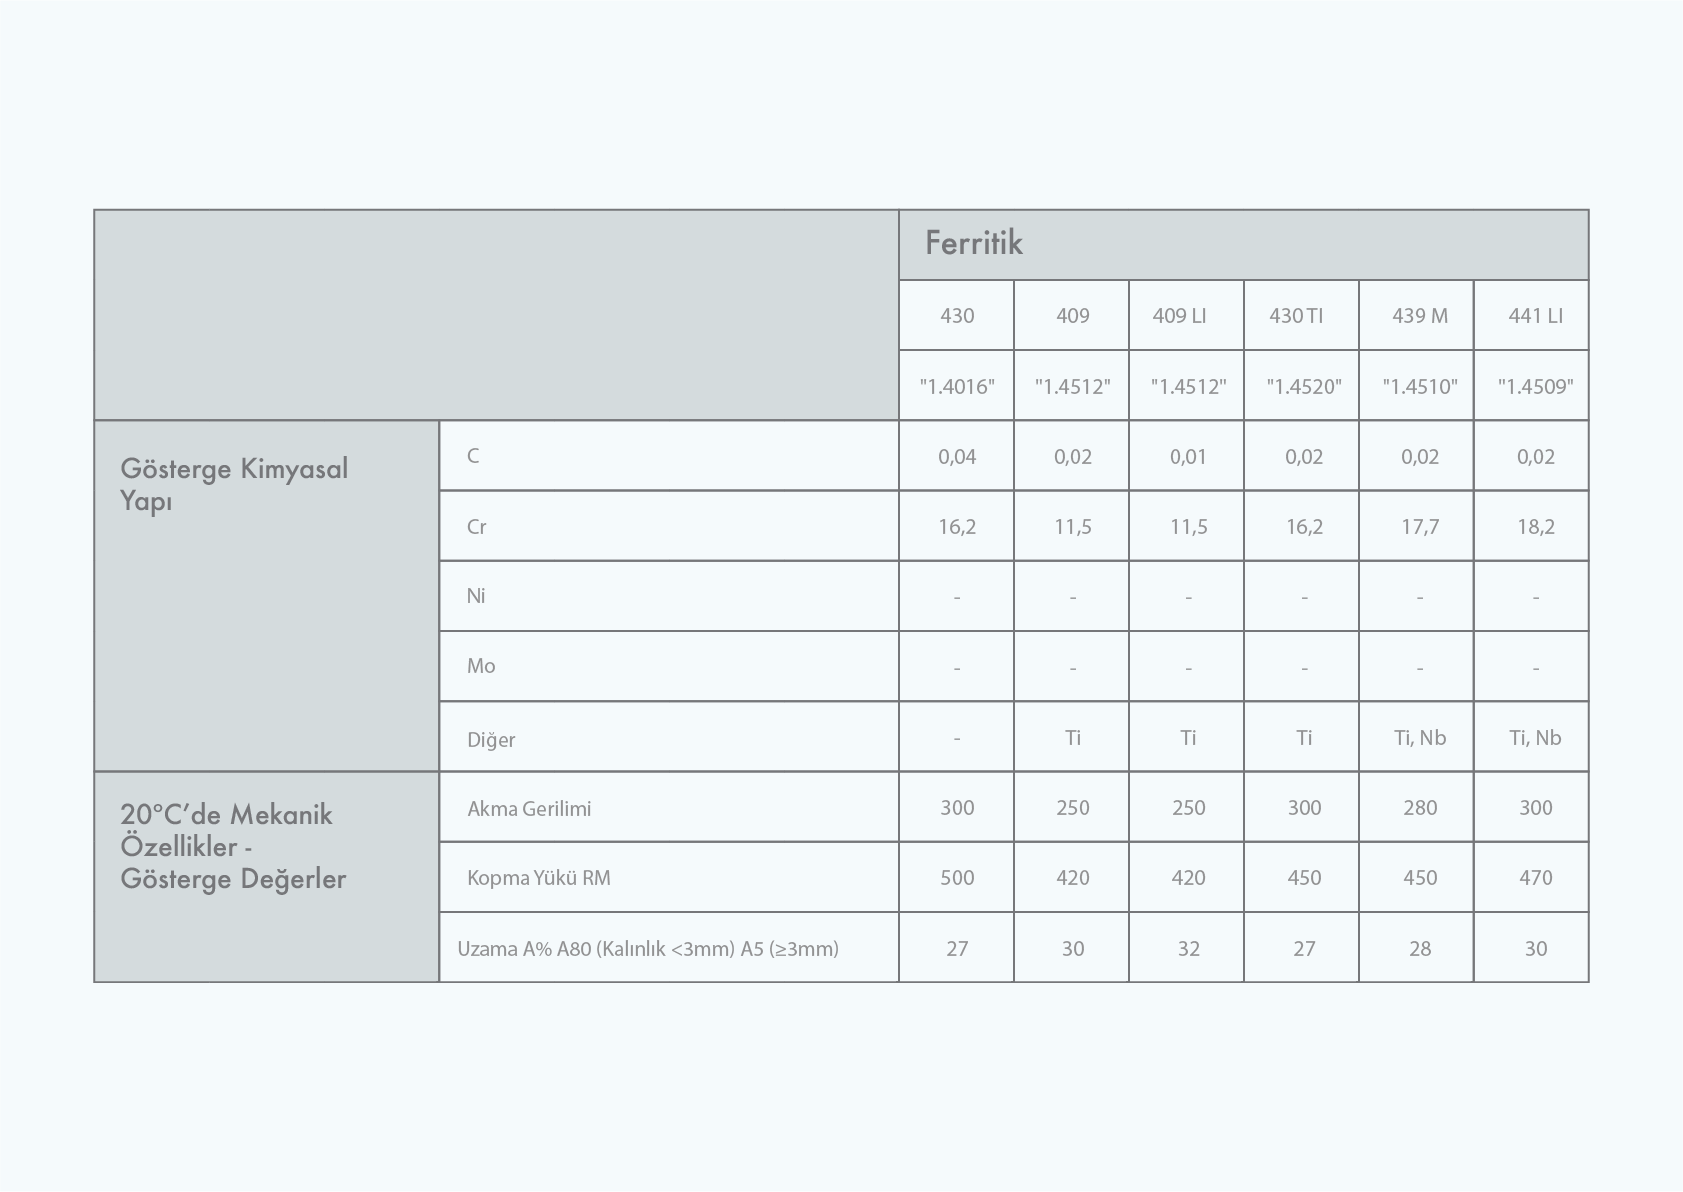 Ferritik
430 409 409 LI 430 TI 439 M 441 LI
"1.4016" "1.4512" "1.4512" "1.4520" "1.4510" "1.4509"
Gösterge Kimyasal
Yapı
C 0,04 0,02 0,01 0,02 0,02 0,02
Cr 16,2 11,5 11,5 16,2 17,7 18,2
Ni - - - - - -
Mo - - - - - -
Diğer - Ti Ti Ti Ti, Nb Ti, Nb
20°C’de Mekanik
Özellikler -
Gösterge Değerler
Akma Gerilimi 300 250 250 300 280 300
Kopma Yükü RM 500 420 420 450 450 470
Uzama A% A80 (Kalınlık <3mm) A5 (≥3mm) 27 30 32 27 28 30